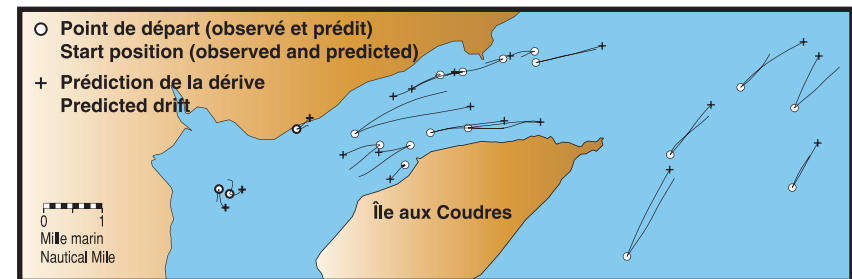 Point de départ (observé et prédit)
Start position (observed and predicted)
Prédiction de la dérive
Predicted drift
Île aux Coudres
0 1
Mille marin
Nautical Mile